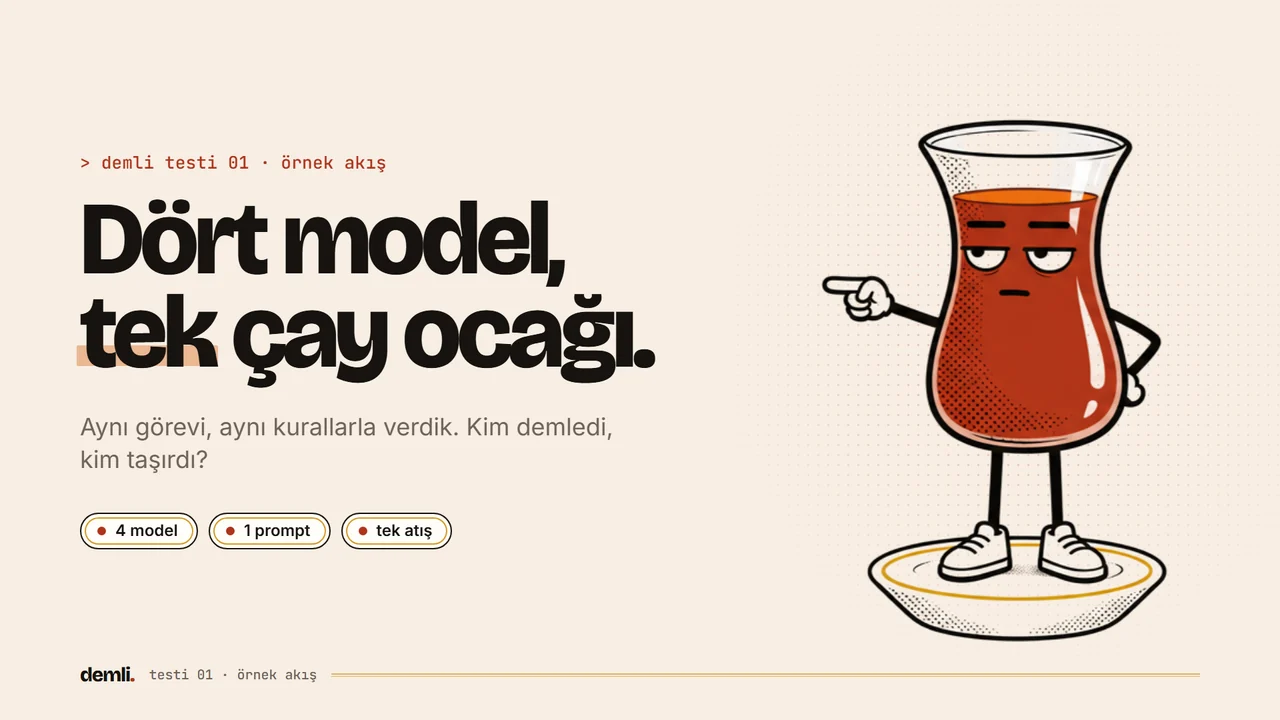 > demli testi 01 · örnek akış
Dört model,
tek çay ocağı.
Aynı görevi, aynı kurallarla verdik. Kim demledi,
kim taşırdı?
4 model
1 prompt
tek atış
demli. testi 01 · örnek akış